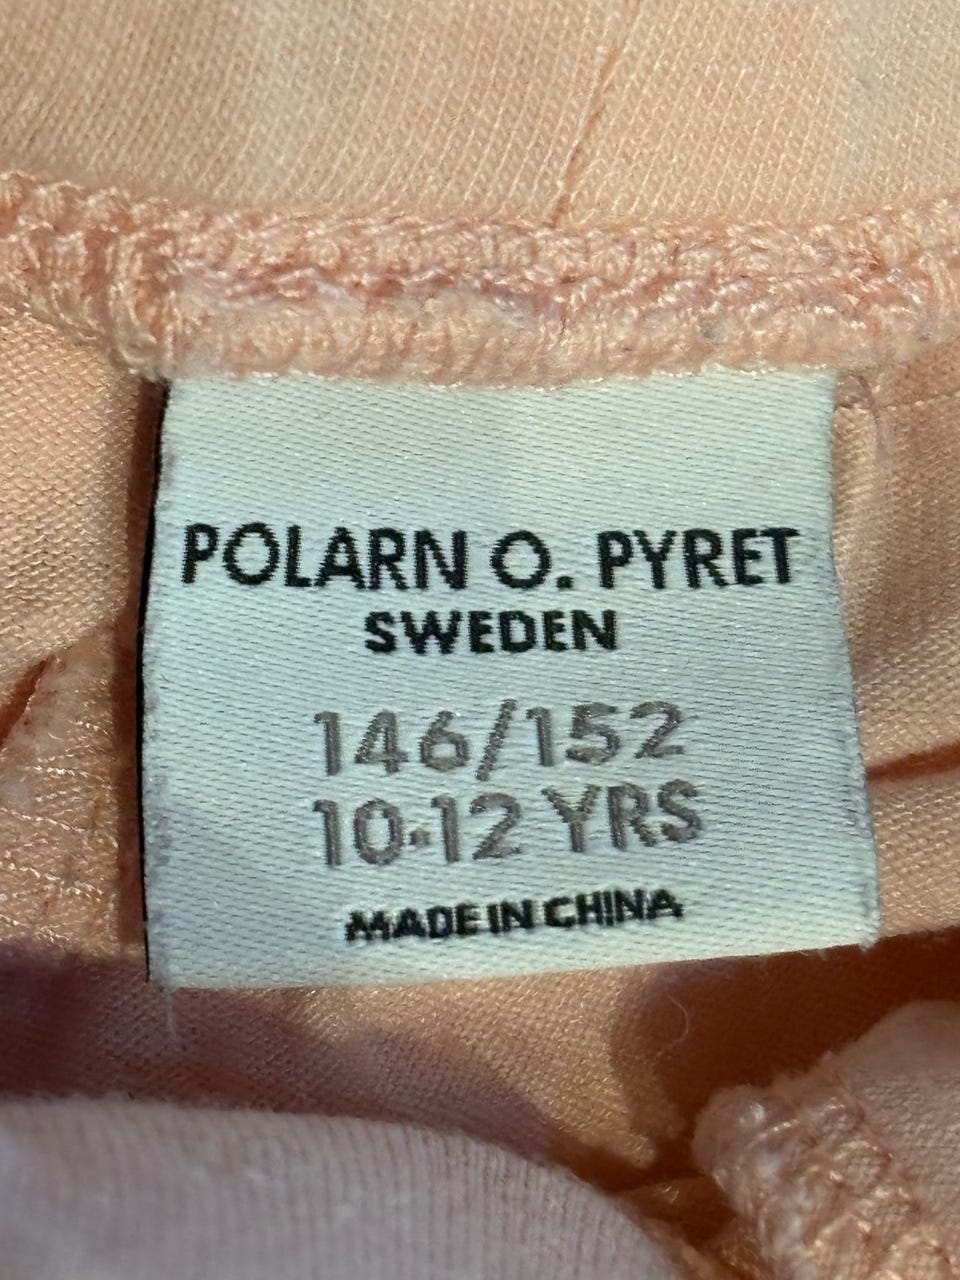 POLARN O. PYRET
SWEDEN
146/152
10-12 YRS
MADE IN CHINA